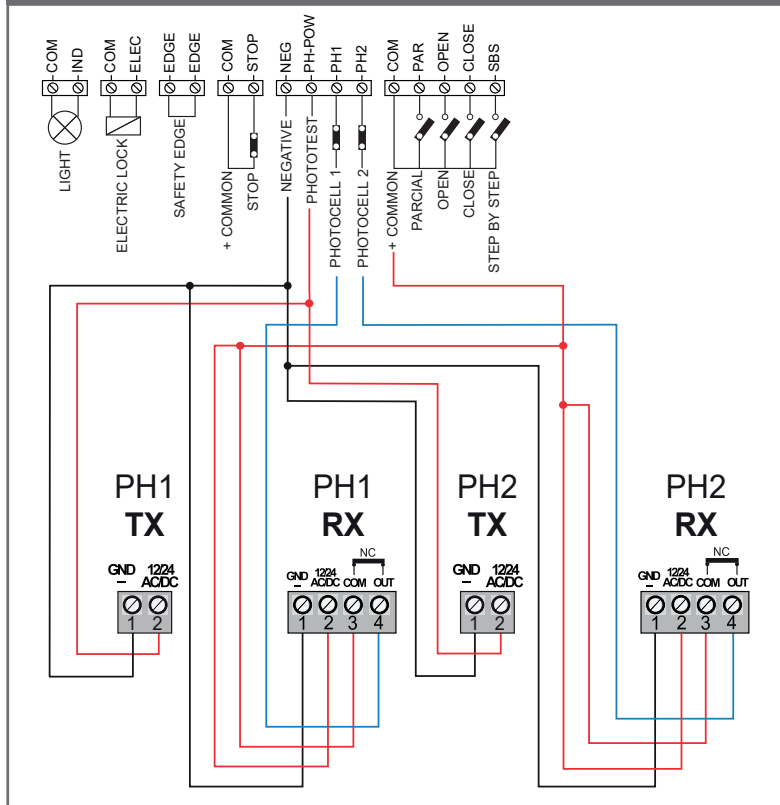 COM
IND
COM
ELEC
EDGE
EDGE
COM
STOP
NEG
PH-POW
PH1
PH2
COM
PAR
OPEN
CLOSE
SBS
LIGHT
ELECTRIC LOCK
SAFETY EDGE
+ COMMON
STOP
NEGATIVE
PHOTOTEST
PHOTOCELL 1
PHOTOCELL 2
+ COMMON
PARCIAL
OPEN
CLOSE
STEP BY STEP
PH1
TX
GND
–
12/24
AC/DC
1
2
PH1
RX
NC
GND
–
12/24
AC/DC
COM
OUT
1
2
3
4
PH2
TX
GND
–
12/24
AC/DC
1
2
PH2
RX
NC
GND
–
12/24
AC/DC
COM
OUT
1
2
3
4